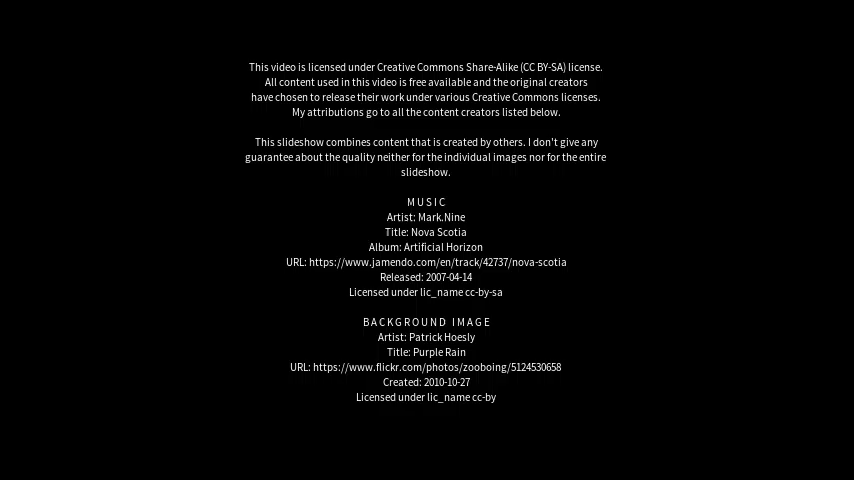 This video is licensed under Creative Commons Share-Alike (CC BY-SA) license.
All content used in this video is free available and the original creators
have chosen to release their work under various Creative Commons licenses.
My attributions go to all the content creators listed below.
This slideshow combines content that is created by others. I don't give any
guarantee about the quality neither for the individual images nor for the entire
slideshow.
MUSIC
Artist: Mark.Nine
Title: Nova Scotia
Album: Artificial Horizon
URL: https://www.jamendo.com/en/track/42737/nova-scotia
Released: 2007-04-14
Licensed under lic_name cc-by-sa
BACKGROUND IMAGE
Artist: Patrick Hoesly
Title: Purple Rain
URL: https://www.flickr.com/photos/zooboing/5124530658
Created: 2010-10-27
Licensed under lic_name cc-by